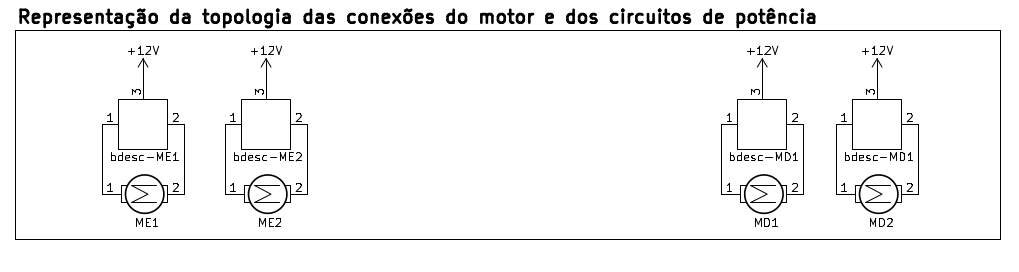 Representação da topologia das conexões do motor e dos circuitos de potência
+12V +12V +12V +12V
3 3 3 3
1 2 1 2 1 2 1 2
bdesc-ME1 bdesc-ME2 bdesc-MD1 bdesc-MD1
1 2 1 2 1 2 1 2
ME1 ME2 MD1 MD2